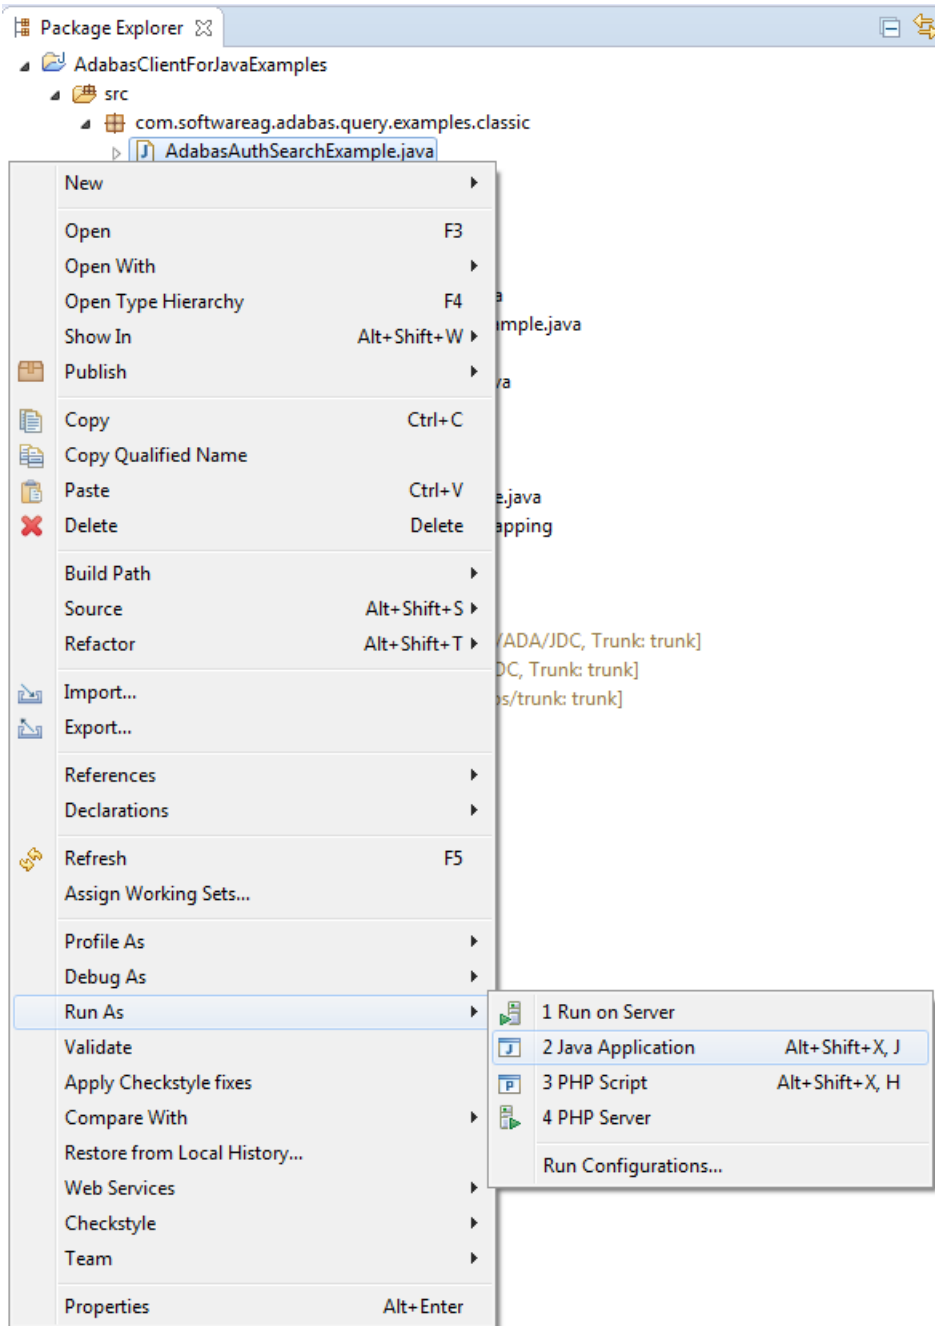 Package Explorer
AdabasClientForJavaExamples
src
com.softwareag.adabas.query.examples.classic
AdabasAuthSearchExample.java
New
Open F3
Open With
Open Type Hierarchy F4
Show In Alt+Shift+W
mple.java
Publish
Copy Ctrl+C
Copy Qualified Name
Paste Ctrl+V
e.java
Delete Delete
apping
Build Path
Source Alt+Shift+S
Refactor Alt+Shift+T
/ADA/JDC, Trunk: trunk]
DC, Trunk: trunk]
Import...
os/trunk: trunk]
Export...
References
Declarations
Refresh F5
Assign Working Sets...
Profile As
Debug As
Run As
1 Run on Server
Validate
2 Java Application Alt+Shift+X, J
Apply Checkstyle fixes
3 PHP Script Alt+Shift+X, H
Compare With
4 PHP Server
Restore from Local History...
Run Configurations...
Web Services
Checkstyle
Team
Properties Alt+Enter